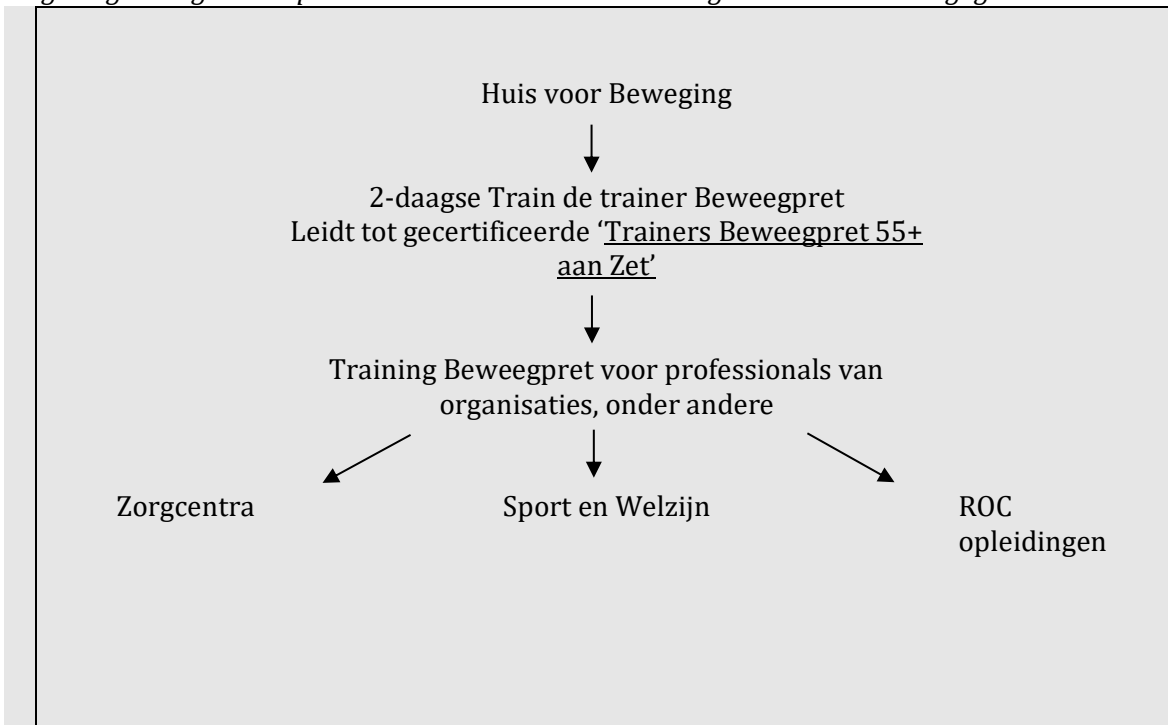 Huis voor Beweging
2-daagse Train de trainer Beweegpret
Leidt tot gecertificeerde ‘Trainers Beweegpret 55+
aan Zet’
Training Beweegpret voor professionals van
organisaties, onder andere
Zorgcentra
Sport en Welzijn
ROC
opleidingen